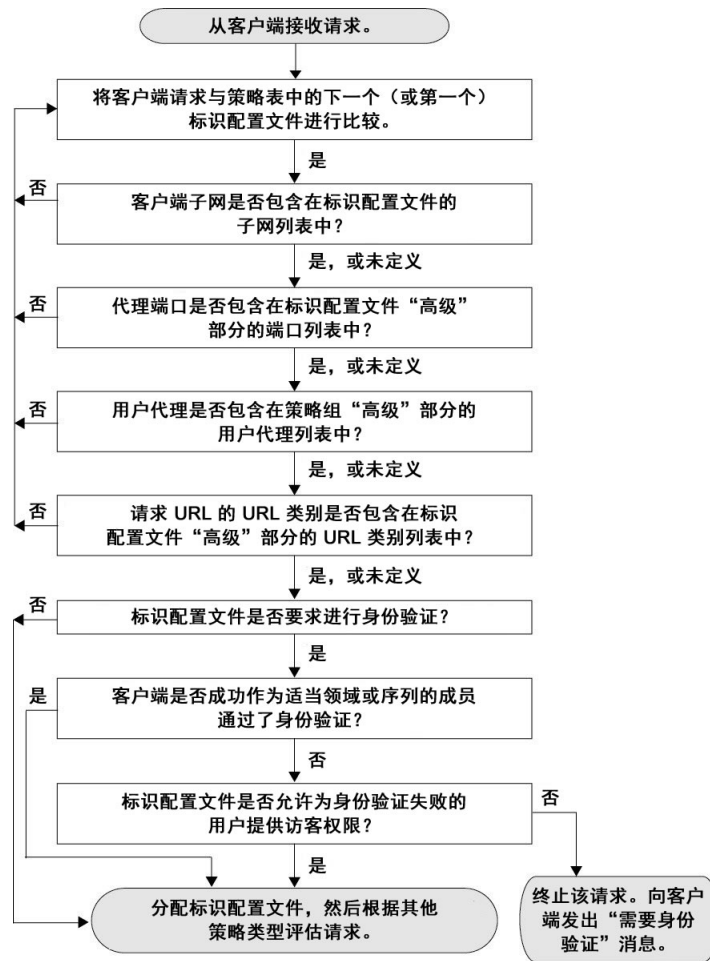 从客户端接收请求。
将客户端请求与策略表中的下一个（或第一个）
标识配置文件进行比较。
是
否
客户端子网是否包含在标识配置文件的
子网列表中？
是，或未定义
否
代理端口是否包含在标识配置文件“高级”
部分的端口列表中？
是，或未定义
否
用户代理是否包含在策略组“高级”部分的
用户代理列表中？
是，或未定义
否
请求 URL 的 URL 类别是否包含在标识
配置文件“高级”部分的 URL 类别列表中？
是，或未定义
否
标识配置文件是否要求进行身份验证？
是
是
客户端是否成功作为适当领域或序列的成员
通过了身份验证？
否
标识配置文件是否允许为身份验证失败的
用户提供访客权限？
否
是
分配标识配置文件，然后根据其他
策略类型评估请求。
终止该请求。向客户
端发出“需要身份
验证”消息。